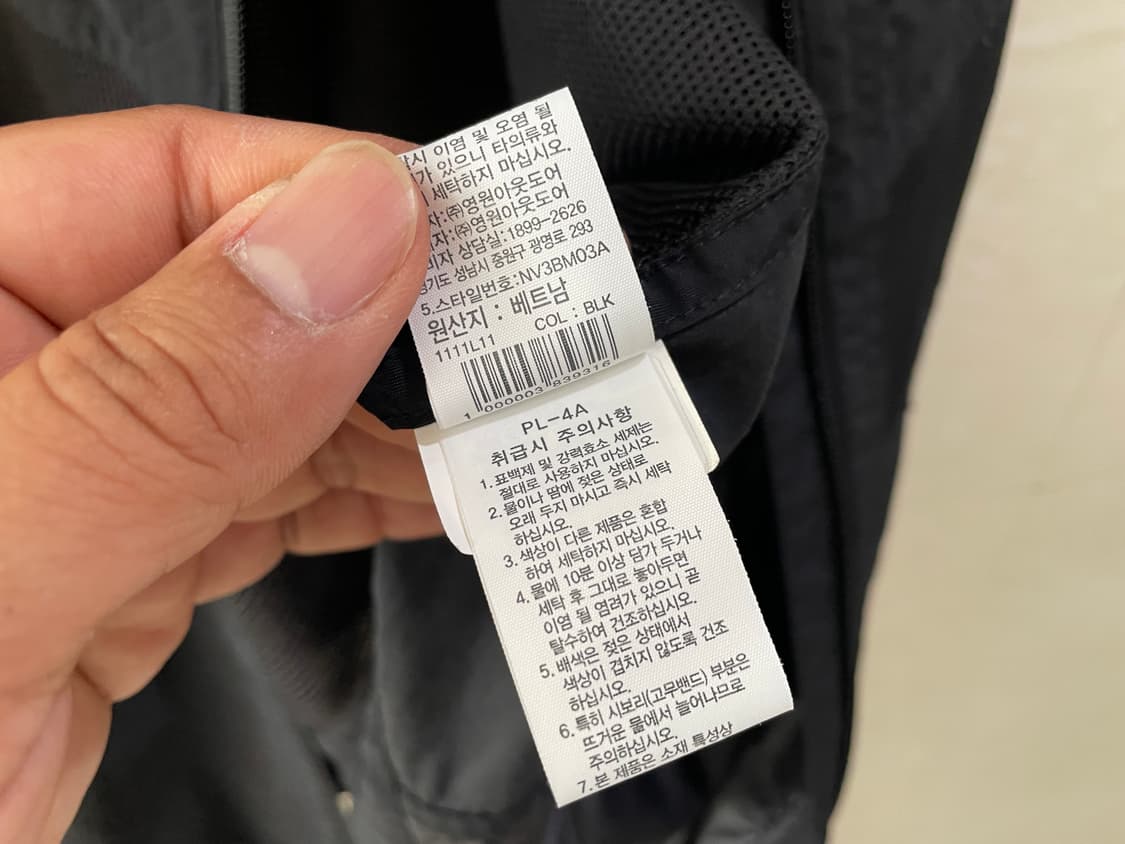 이염 및 오염 될
있으니 타의류와
세탁하지 마십시오.
자:㈜영원아웃도어
자:㈜영원아웃도어
비자 상담실:1899-2626
경기도 성남시 중원구 광명로 293
5.스타일번호:NV3BM03A
원산지 : 베트남
1111L11 COL : BLK
1 000003 839316
PL-4A
취급시 주의사항
1.표백제 및 강력효소 세제는
절대로 사용하지 마십시오.
2.물이나 땀에 젖은 상태로
오래 두지 마시고 즉시 세탁
하십시오.
3.색상이 다른 제품은 혼합
하여 세탁하지 마십시오.
4.물에 10분 이상 담가 두거나
세탁 후 그대로 놓아두면
이염 될 염려가 있으니 곧
탈수하여 건조하십시오.
5.배색은 젖은 상태에서
색상이 겹치지 않도록 건조
하십시오.
6.특히 시보리(고무밴드) 부분은
뜨거운 물에서 늘어나므로
주의하십시오.
7.본 제품은 소재 특성상